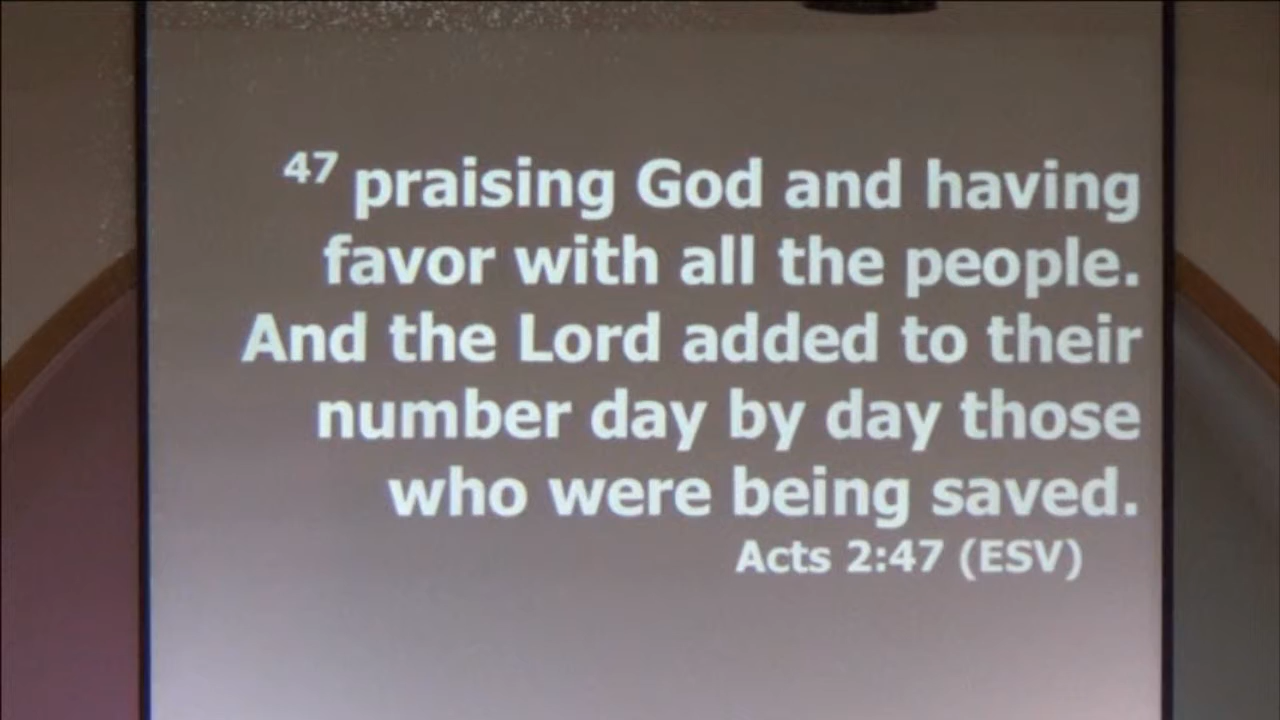 47 praising God and having
favor with all the people.
And the Lord added to their
number day by day those
who were being saved.
Acts 2:47 (ESV)